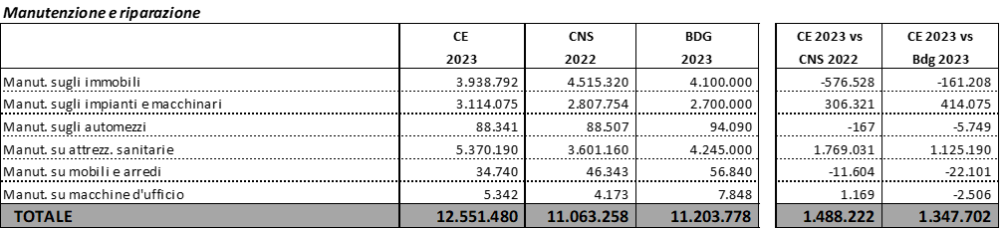 Manutenzione e riparazione
CE CNS BDG CE 2023 vs CE 2023 vs
2023 2022 2023 CNS 2022 Bdg 2023
Manut. sugli immobili 3.938.792 4.515.320 4.100.000 -576.528 -161.208
Manut. sugli impianti e macchinari 3.114.075 2.807.754 2.700.000 306.321 414.075
Manut. sugli automezzi 88.341 88.507 94.090 -167 -5.749
Manut. su attrezz. sanitarie 5.370.190 3.601.160 4.245.000 1.769.031 1.125.190
Manut. su mobili e arredi 34.740 46.343 56.840 -11.604 -22.101
Manut. su macchine d'ufficio 5.342 4.173 7.848 1.169 -2.506
TOTALE 12.551.480 11.063.258 11.203.778 1.488.222 1.347.702